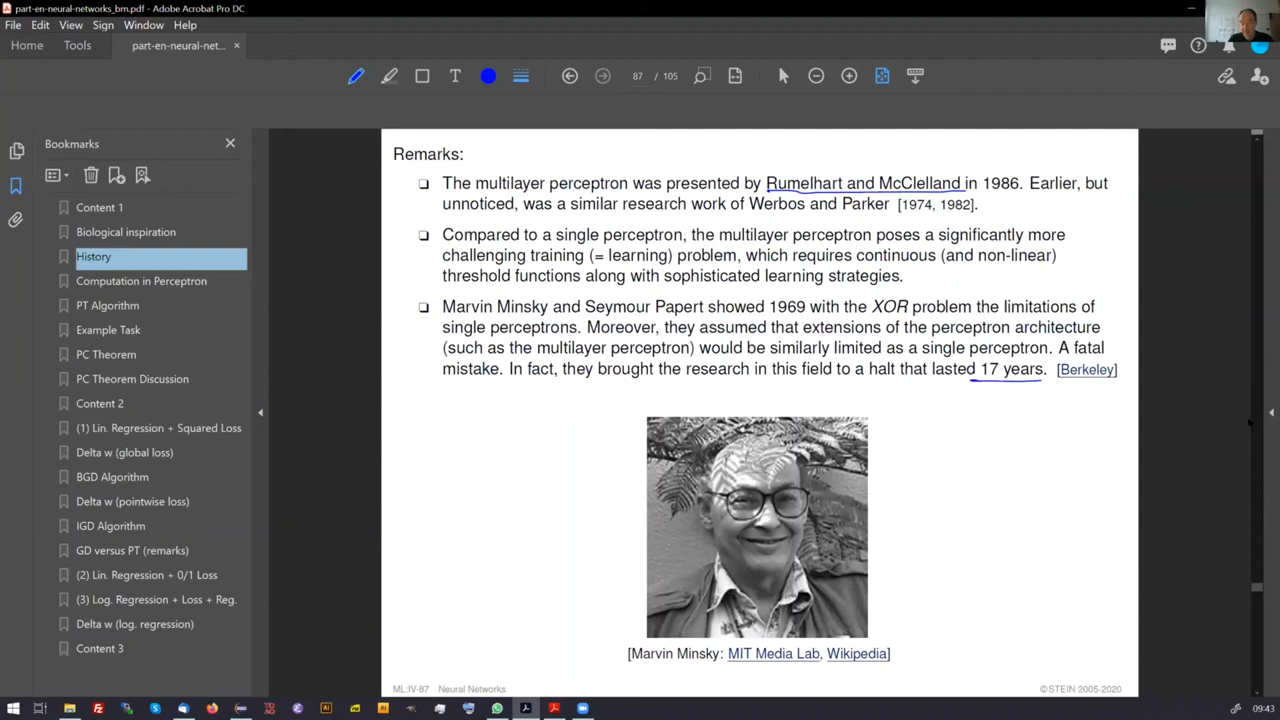 part-en-neural-networks_bm.pdf - Adobe Acrobat Pro DC
File Edit View Sign Window Help
Home Tools part-en-neural-net... ×
87 / 105
Bookmarks
Content 1
Biological inspiration
History
Computation in Perceptron
PT Algorithm
Example Task
PC Theorem
PC Theorem Discussion
Content 2
(1) Lin. Regression + Squared Loss
Delta w (global loss)
BGD Algorithm
Delta w (pointwise loss)
IGD Algorithm
GD versus PT (remarks)
(2) Lin. Regression + 0/1 Loss
(3) Log. Regression + Loss + Reg.
Delta w (log. regression)
Content 3
Remarks:
❑ The multilayer perceptron was presented by Rumelhart and McClelland in 1986. Earlier, but
unnoticed, was a similar research work of Werbos and Parker [1974, 1982].
❑ Compared to a single perceptron, the multilayer perceptron poses a significantly more
challenging training (= learning) problem, which requires continuous (and non-linear)
threshold functions along with sophisticated learning strategies.
❑ Marvin Minsky and Seymour Papert showed 1969 with the XOR problem the limitations of
single perceptrons. Moreover, they assumed that extensions of the perceptron architecture
(such as the multilayer perceptron) would be similarly limited as a single perceptron. A fatal
mistake. In fact, they brought the research in this field to a halt that lasted 17 years. [Berkeley]
[Marvin Minsky: MIT Media Lab, Wikipedia]
ML:IV-87 Neural Networks ©STEIN 2005-2020
09:43